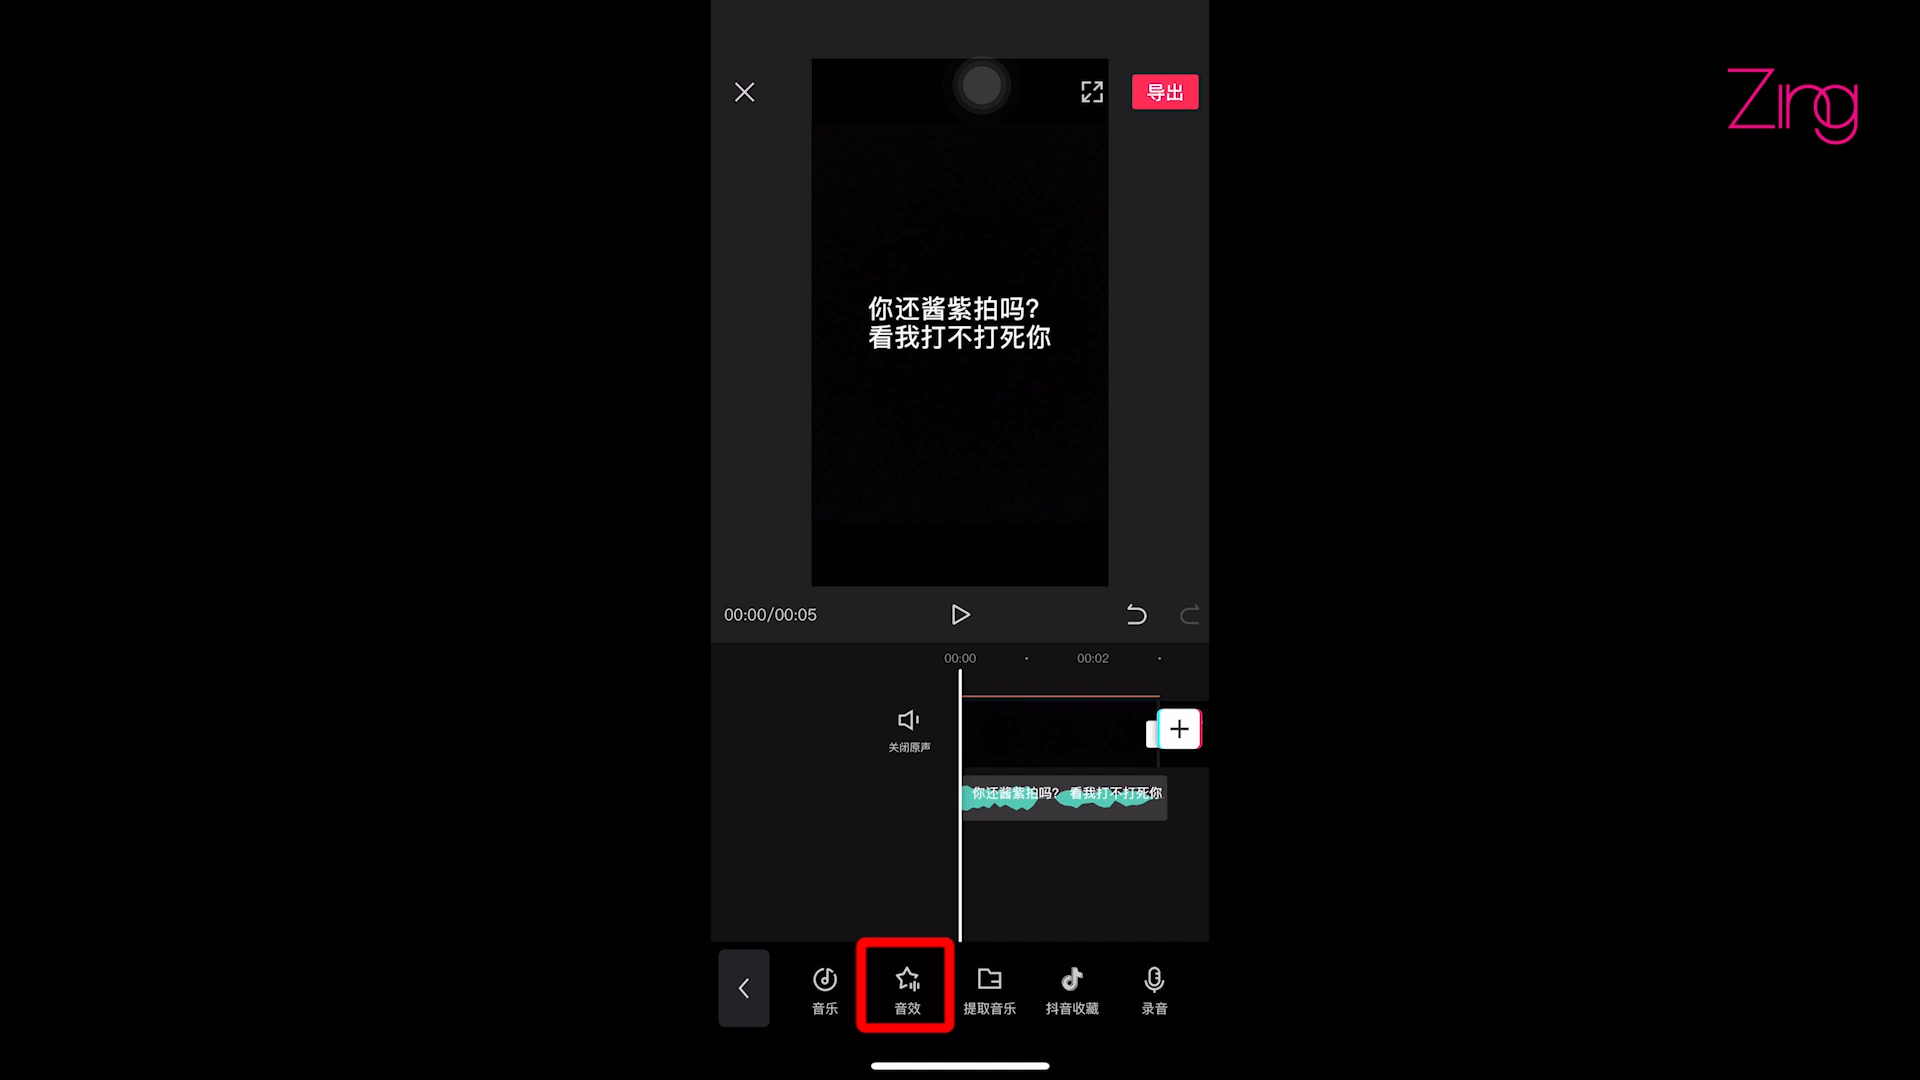 Zing
导出
你还酱紫拍吗?
看我打不打死你
00:00/00:05
00:00
00:02
关闭原声
你还酱紫拍吗? 看我打不打死你
音乐
音效
提取音乐
抖音收藏
录音